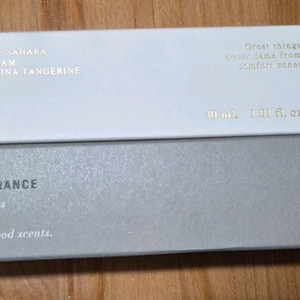 SAHARA
AM
INA TANGERINE
Great things
never came from
comfort zones
30 mL 1.01 fl. oz
RANCE
s
ood scents.